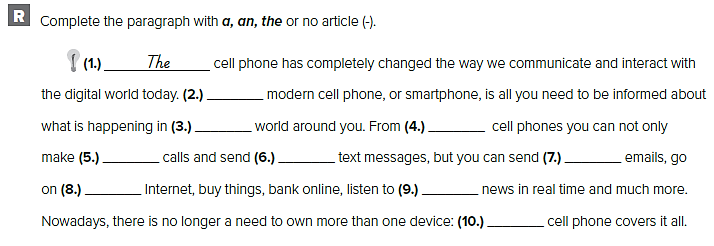 R Complete the paragraph with a, an, the or no article (-).
(1.) The cell phone has completely changed the way we communicate and interact with
the digital world today. (2.) ________ modern cell phone, or smartphone, is all you need to be informed about
what is happening in (3.) ________ world around you. From (4.) ________ cell phones you can not only
make (5.) ________ calls and send (6.) ________ text messages, but you can send (7.) ________ emails, go
on (8.) ________ Internet, buy things, bank online, listen to (9.) ________ news in real time and much more.
Nowadays, there is no longer a need to own more than one device: (10.) ________ cell phone covers it all.